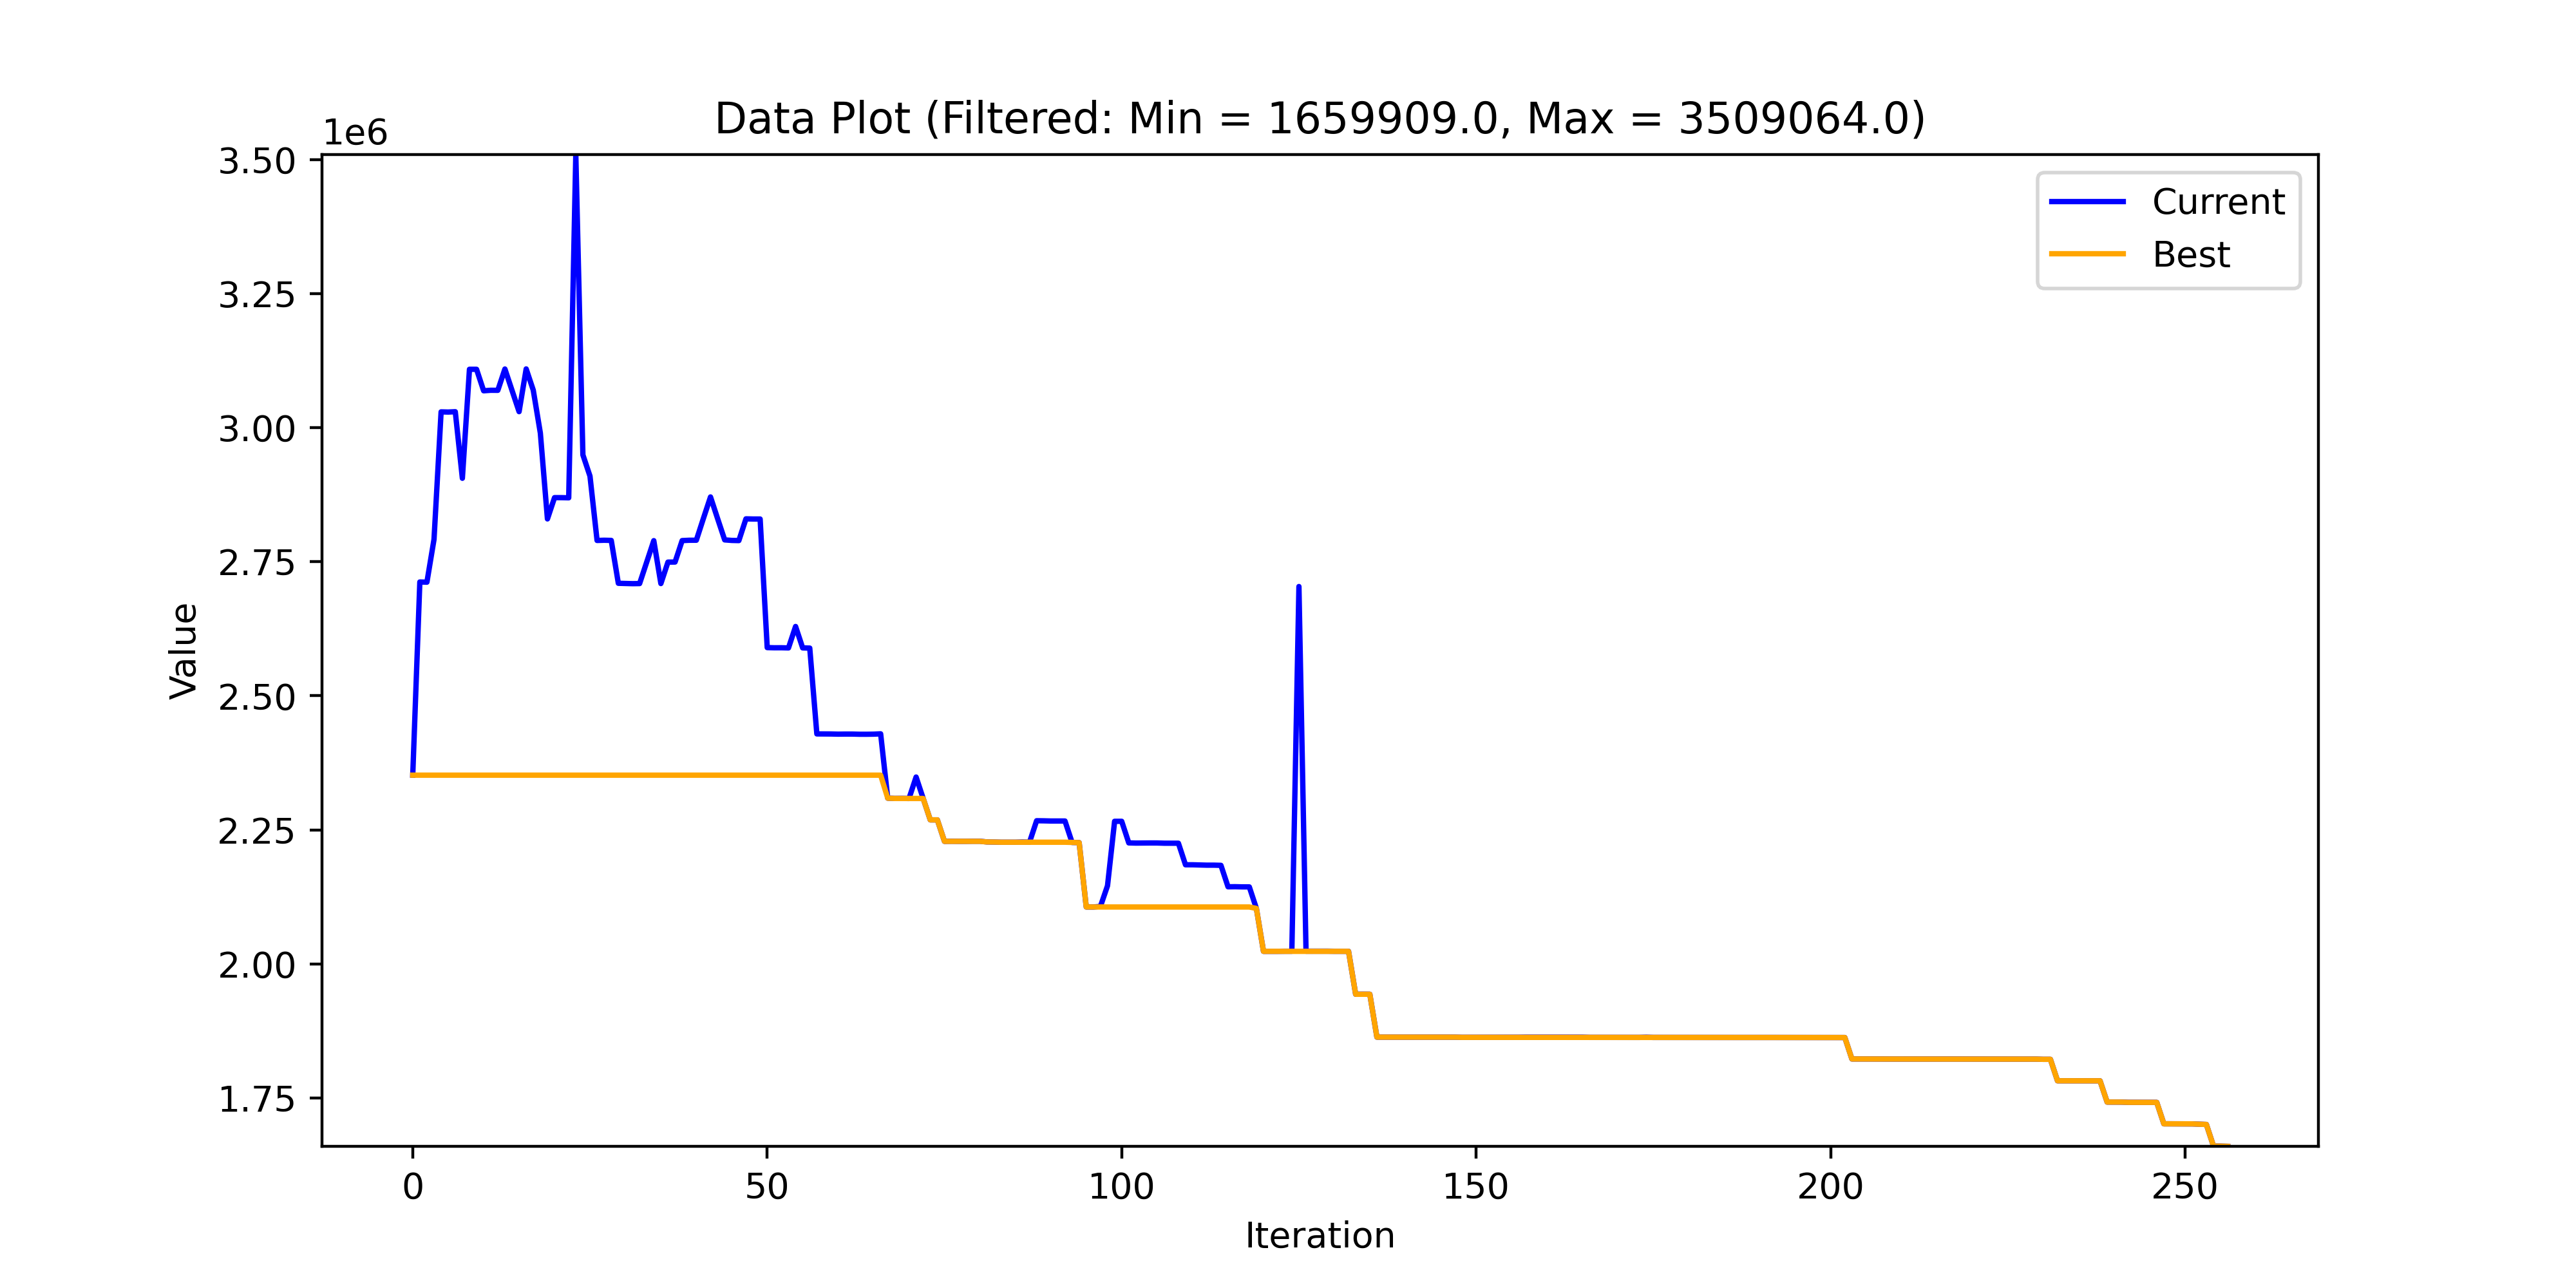 Data Plot (Filtered: Min = 1659909.0, Max = 3509064.0)
1e6
3.50
3.25
3.00
2.75
2.50
2.25
2.00
1.75
Value
Current
Best
0 50 100 150 200 250
Iteration